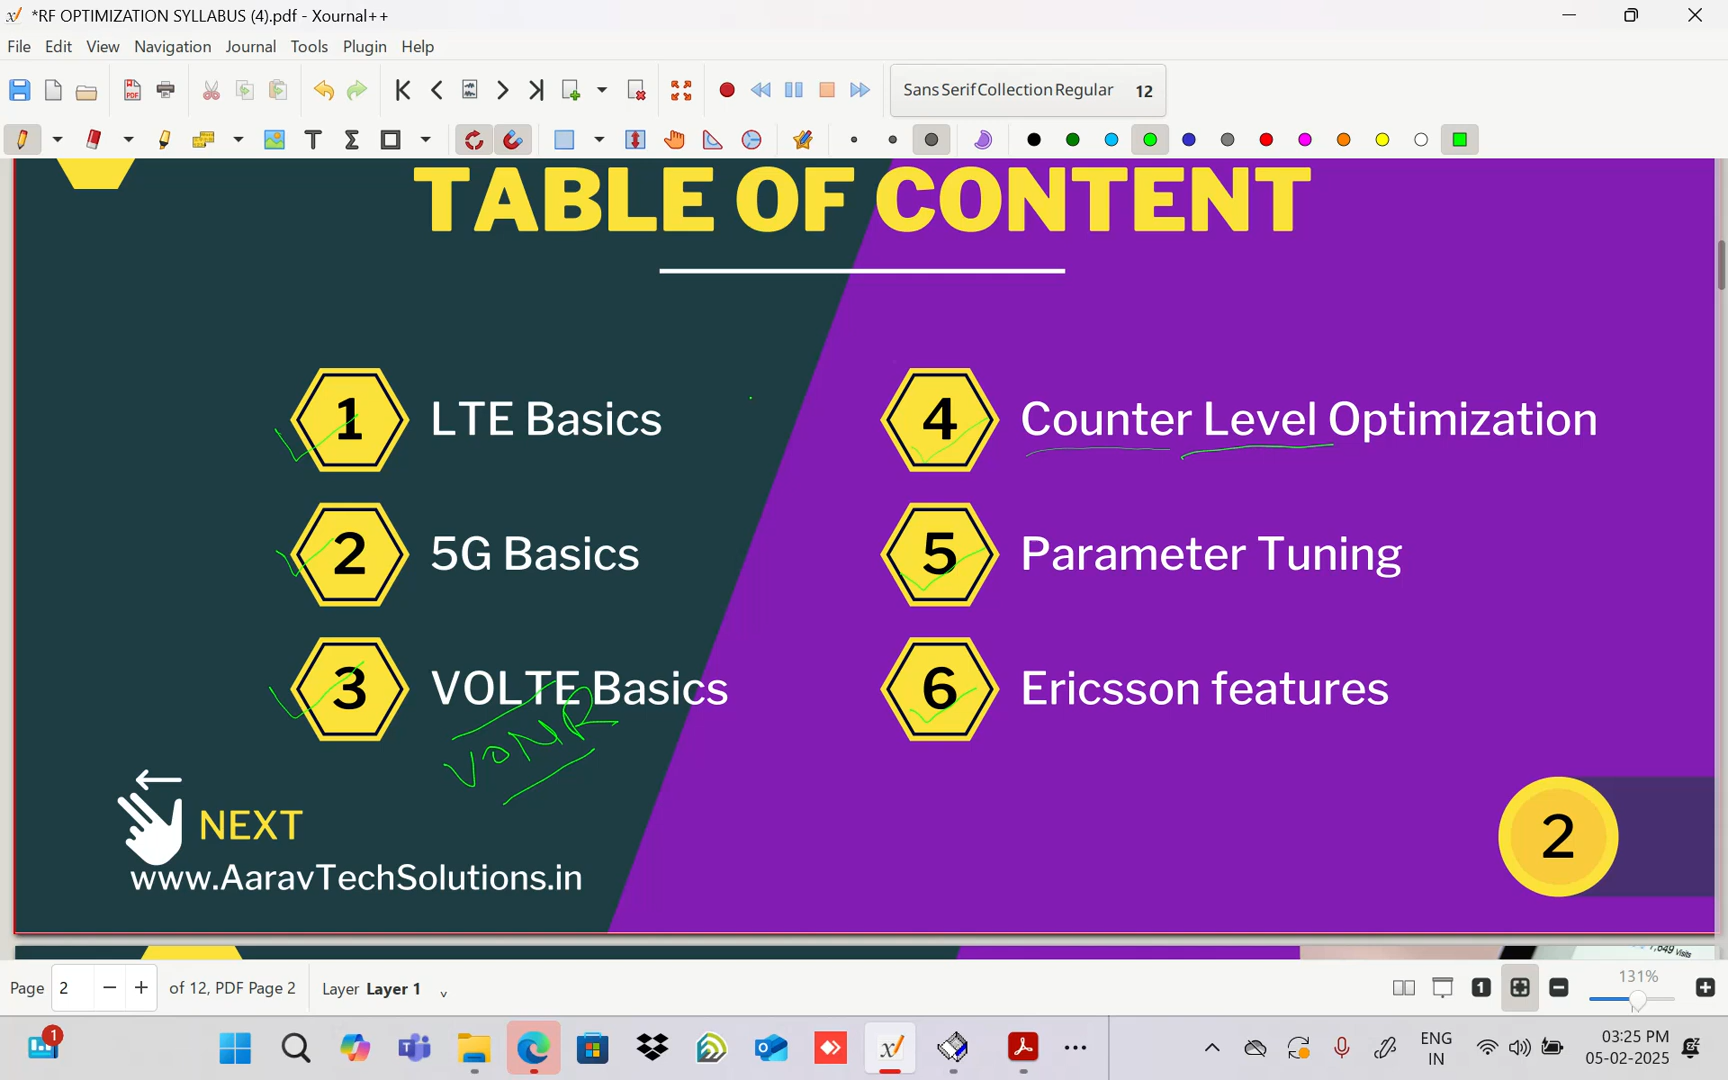 *RF OPTIMIZATION SYLLABUS (4).pdf - Xournal++
File Edit View Navigation Journal Tools Plugin Help
Sans Serif Collection Regular 12
TABLE OF CONTENT
1 LTE Basics
2 5G Basics
3 VOLTE Basics
VONR
4 Counter Level Optimization
5 Parameter Tuning
6 Ericsson features
NEXT
www.AaravTechSolutions.in
2
Page 2 of 12, PDF Page 2 Layer Layer 1
131%
1
ENG
IN
03:25 PM
05-02-2025